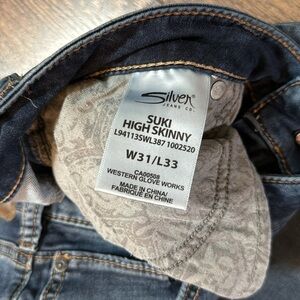 Silver
JEANS CO.
SUKI
HIGH SKINNY
L94113SWL387 1002520
W31/L33
CA00508
WESTERN GLOVE WORKS
MADE IN CHINA/
FABRIQUÉ EN CHINE